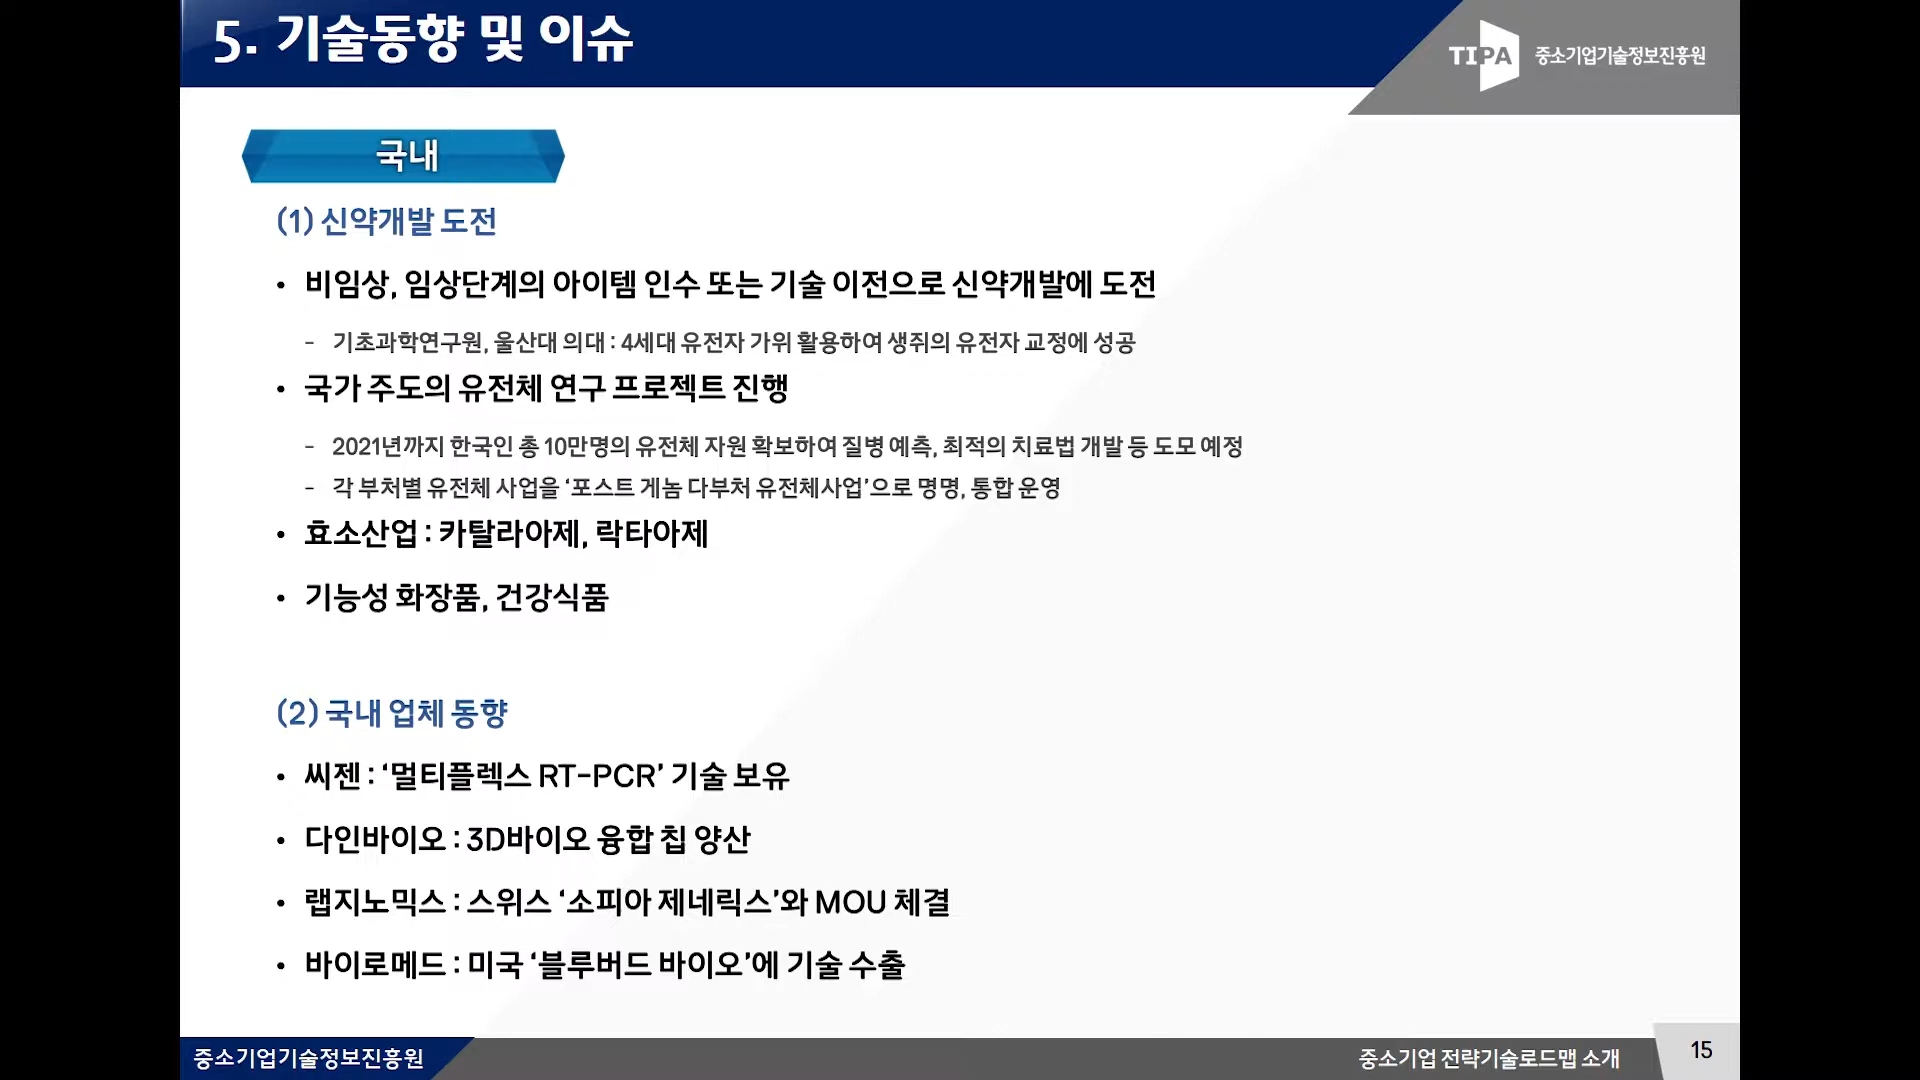 5. 기술동향 및 이슈
TIPA 중소기업기술정보진흥원
국내
(1) 신약개발 도전
• 비임상, 임상단계의 아이템 인수 또는 기술 이전으로 신약개발에 도전
- 기초과학연구원, 울산대 의대 : 4세대 유전자 가위 활용하여 생쥐의 유전자 교정에 성공
• 국가 주도의 유전체 연구 프로젝트 진행
- 2021년까지 한국인 총 10만명의 유전체 자원 확보하여 질병 예측, 최적의 치료법 개발 등 도모 예정
- 각 부처별 유전체 사업을 ‘포스트 게놈 다부처 유전체사업’으로 명명, 통합 운영
• 효소산업 : 카탈라아제, 락타아제
• 기능성 화장품, 건강식품
(2) 국내 업체 동향
• 씨젠 : ‘멀티플렉스 RT-PCR’ 기술 보유
• 다인바이오 : 3D바이오 융합 칩 양산
• 랩지노믹스 : 스위스 ‘소피아 제네릭스’와 MOU 체결
• 바이로메드 : 미국 ‘블루버드 바이오’에 기술 수출
중소기업기술정보진흥원
중소기업 전략기술로드맵 소개
15